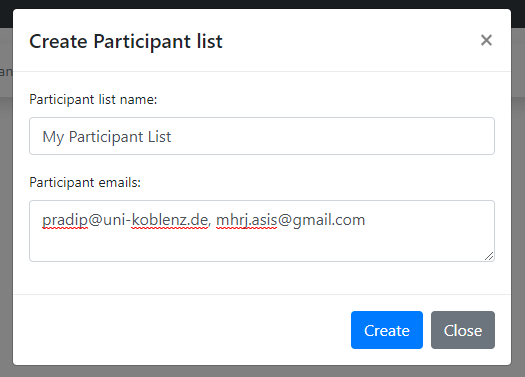 Create Participant list
×
an
Participant list name:
My Participant List
Participant emails:
pradip@uni-koblenz.de, mhrj.asis@gmail.com
Create
Close